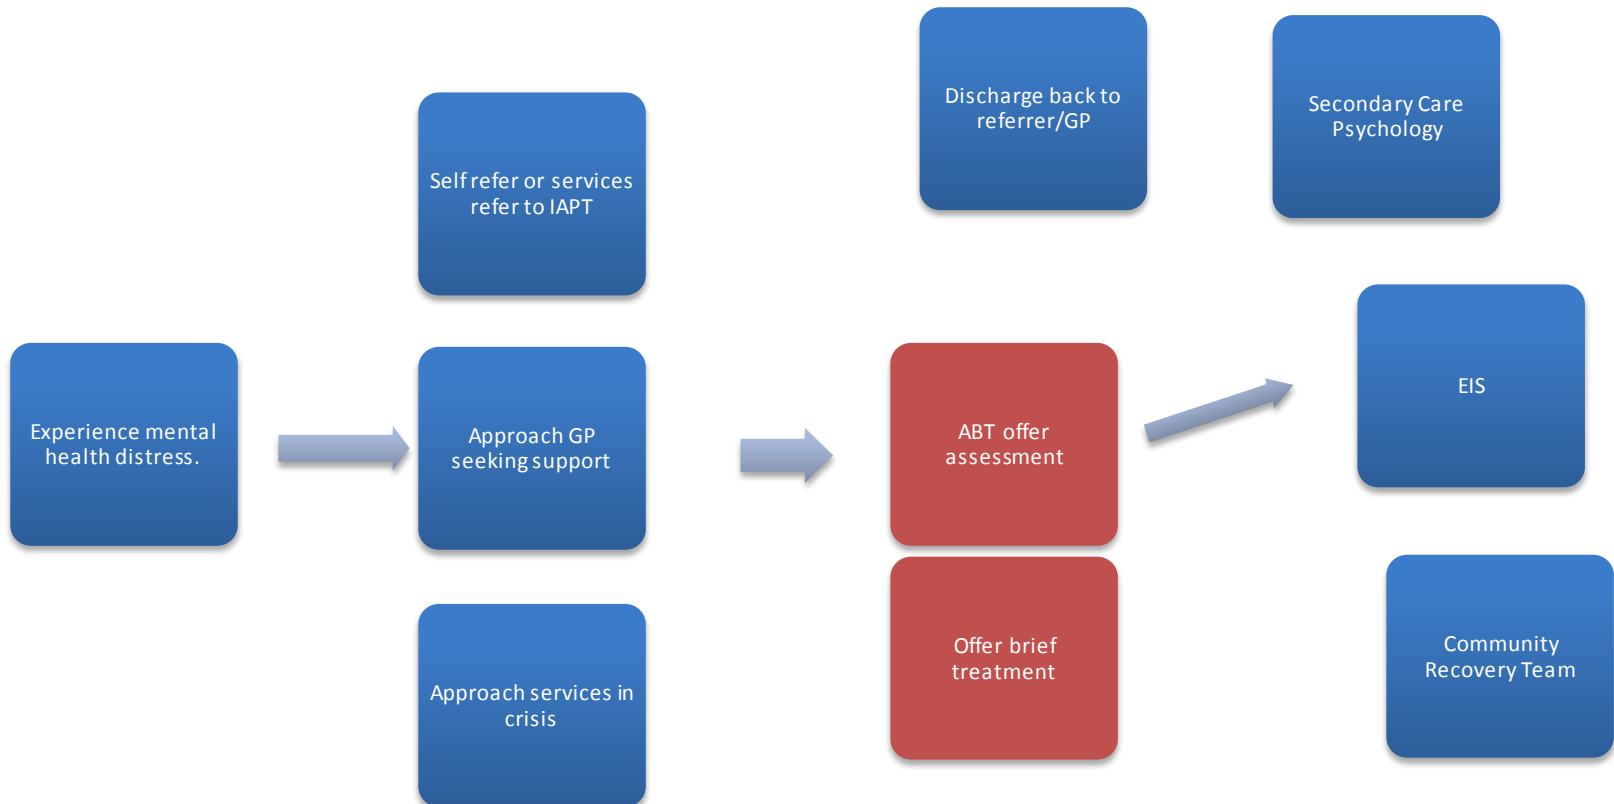 Experience mental
health distress.
Self refer or services
refer to IAPT
Approach GP
seeking support
Approach services in
crisis
Discharge back to
referrer/GP
ABT offer
assessment
Offer brief
treatment
Secondary Care
Psychology
EIS
Community
Recovery Team